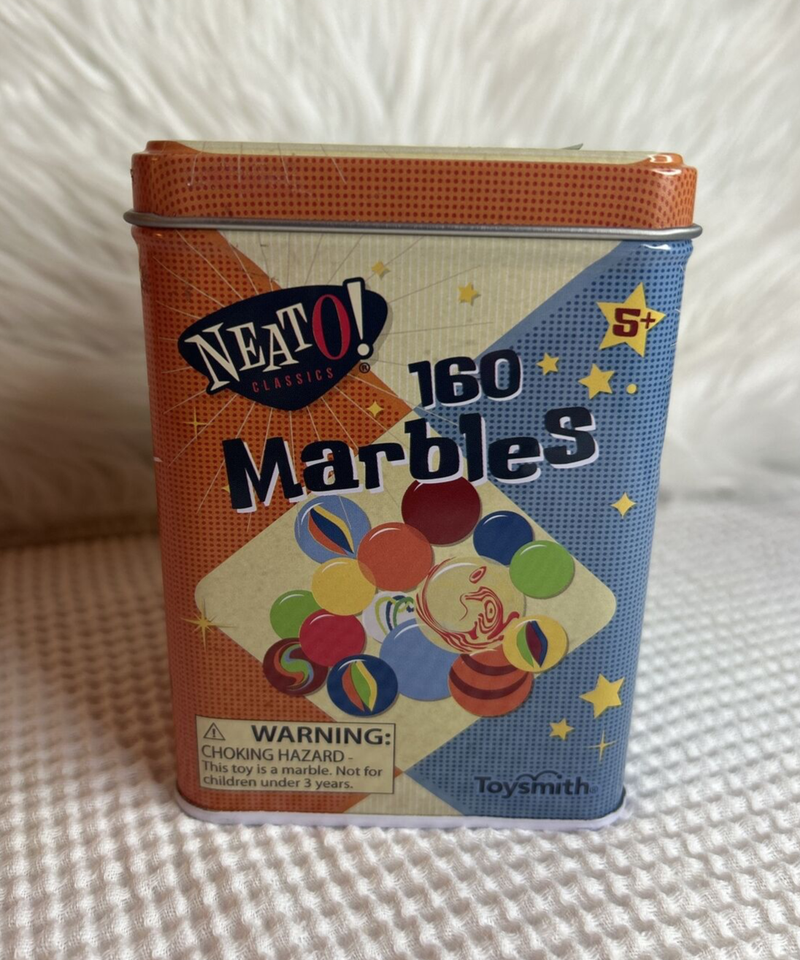 NEATO!
CLASSICS®
5+
160
Marbles
WARNING:
CHOKING HAZARD -
This toy is a marble. Not for
children under 3 years.
Toysmith®